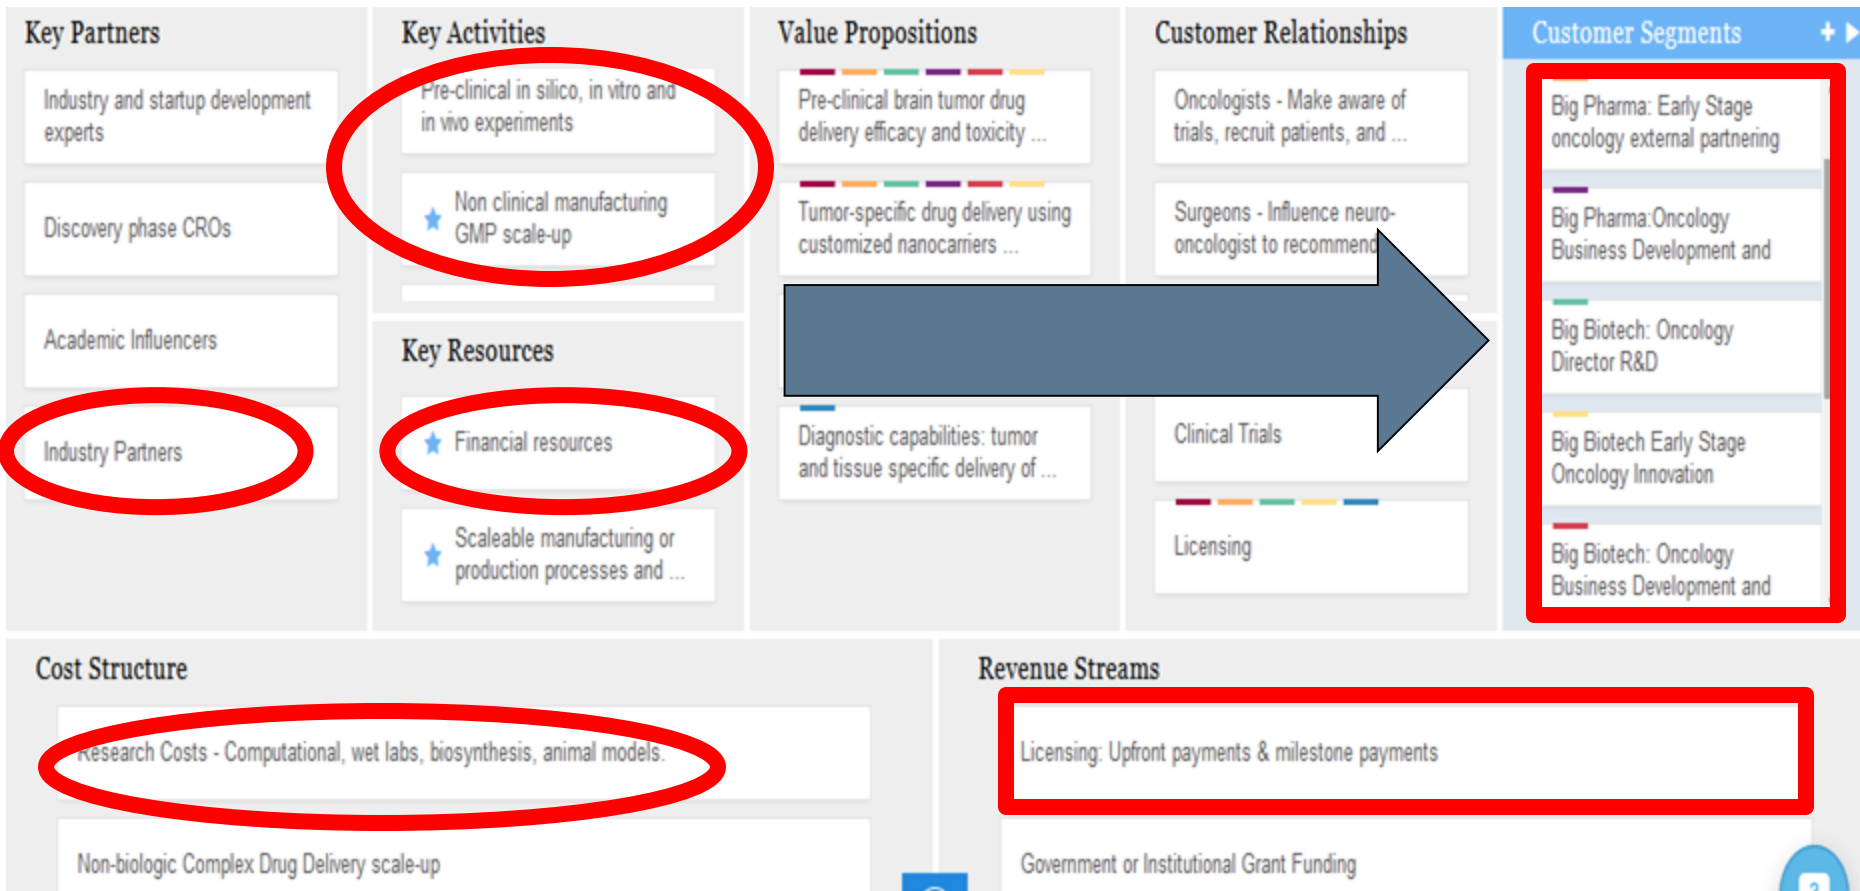 Key Partners
Industry and startup development
experts
Discovery phase CROs
Academic Influencers
Industry Partners
Key Activities
Pre-clinical in silico, in vitro and
in vivo experiments
Non clinical manufacturing
GMP scale-up
Key Resources
Financial resources
Scaleable manufacturing or
production processes and ...
Value Propositions
Pre-clinical brain tumor drug
delivery efficacy and toxicity ...
Tumor-specific drug delivery using
customized nanocarriers ...
Diagnostic capabilities: tumor
and tissue specific delivery of ...
Customer Relationships
Oncologists - Make aware of
trials, recruit patients, and ...
Surgeons - Influence neuro-
oncologist to recommend
Clinical Trials
Licensing
Customer Segments
Big Pharma: Early Stage
oncology external partnering
Big Pharma:Oncology
Business Development and
Big Biotech: Oncology
Director R&D
Big Biotech Early Stage
Oncology Innovation
Big Biotech: Oncology
Business Development and
Cost Structure
Research Costs - Computational, wet labs, biosynthesis, animal models.
Non-biologic Complex Drug Delivery scale-up
Revenue Streams
Licensing: Upfront payments & milestone payments
Government or Institutional Grant Funding